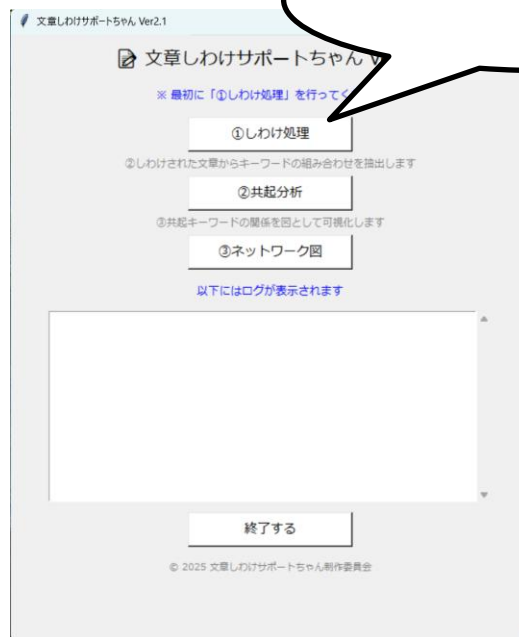 文章しわけサポートちゃん Ver2.1
文章しわけサポートちゃん V
※ 最初に「①しわけ処理」を行ってく
①しわけ処理
②しわけされた文章からキーワードの組み合わせを抽出します
②共起分析
③共起キーワードの関係を図として可視化します
③ネットワーク図
以下にはログが表示されます
終了する
© 2025 文章しわけサポートちゃん制作委員会